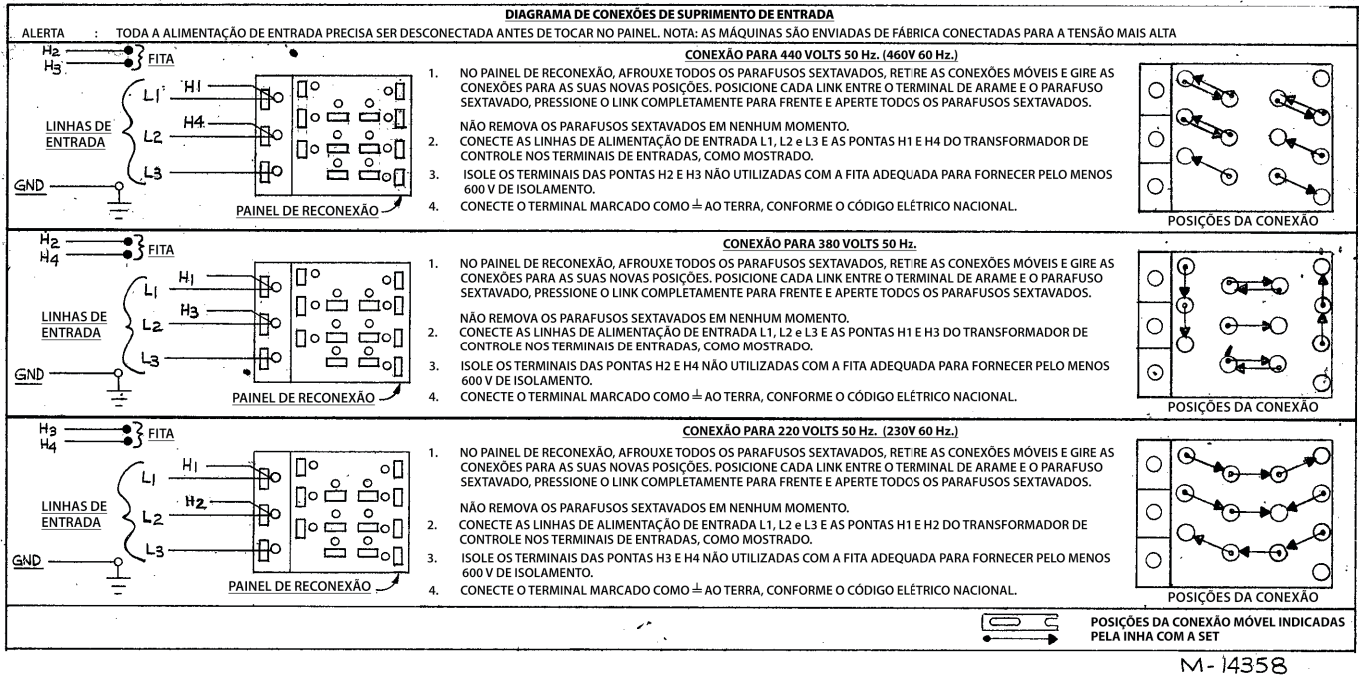 DIAGRAMA DE CONEXÕES DE SUPRIMENTO DE ENTRADA
ALERTA : TODA A ALIMENTAÇÃO DE ENTRADA PRECISA SER DESCONECTADA ANTES DE TOCAR NO PAINEL. NOTA: AS MÁQUINAS SÃO ENVIADAS DE FÁBRICA CONECTADAS PARA A TENSÃO MAIS ALTA
H2
H3
FITA
L1
H1
L2
H4
L3
LINHAS DE
ENTRADA
GND
PAINEL DE RECONEXÃO
CONEXÃO PARA 440 VOLTS 50 Hz. (460V 60 Hz.)
1. NO PAINEL DE RECONEXÃO, AFROUXE TODOS OS PARAFUSOS SEXTAVADOS, RETIRE AS CONEXÕES MÓVEIS E GIRE AS
CONEXÕES PARA AS SUAS NOVAS POSIÇÕES. POSICIONE CADA LINK ENTRE O TERMINAL DE ARAME E O PARAFUSO
SEXTAVADO, PRESSIONE O LINK COMPLETAMENTE PARA FRENTE E APERTE TODOS OS PARAFUSOS SEXTAVADOS.
NÃO REMOVA OS PARAFUSOS SEXTAVADOS EM NENHUM MOMENTO.
2. CONECTE AS LINHAS DE ALIMENTAÇÃO DE ENTRADA L1, L2 e L3 E AS PONTAS H1 E H4 DO TRANSFORMADOR DE
CONTROLE NOS TERMINAIS DE ENTRADAS, COMO MOSTRADO.
3. ISOLE OS TERMINAIS DAS PONTAS H2 E H3 NÃO UTILIZADAS COM A FITA ADEQUADA PARA FORNECER PELO MENOS
600 V DE ISOLAMENTO.
4. CONECTE O TERMINAL MARCADO COMO ⏚ AO TERRA, CONFORME O CÓDIGO ELÉTRICO NACIONAL.
POSIÇÕES DA CONEXÃO
H2
H4
FITA
L1
H1
L2
H3
L3
LINHAS DE
ENTRADA
GND
PAINEL DE RECONEXÃO
CONEXÃO PARA 380 VOLTS 50 Hz.
1. NO PAINEL DE RECONEXÃO, AFROUXE TODOS OS PARAFUSOS SEXTAVADOS, RETIRE AS CONEXÕES MÓVEIS E GIRE AS
CONEXÕES PARA AS SUAS NOVAS POSIÇÕES. POSICIONE CADA LINK ENTRE O TERMINAL DE ARAME E O PARAFUSO
SEXTAVADO, PRESSIONE O LINK COMPLETAMENTE PARA FRENTE E APERTE TODOS OS PARAFUSOS SEXTAVADOS.
NÃO REMOVA OS PARAFUSOS SEXTAVADOS EM NENHUM MOMENTO.
2. CONECTE AS LINHAS DE ALIMENTAÇÃO DE ENTRADA L1, L2 e L3 E AS PONTAS H1 E H3 DO TRANSFORMADOR DE
CONTROLE NOS TERMINAIS DE ENTRADAS, COMO MOSTRADO.
3. ISOLE OS TERMINAIS DAS PONTAS H2 E H4 NÃO UTILIZADAS COM A FITA ADEQUADA PARA FORNECER PELO MENOS
600 V DE ISOLAMENTO.
4. CONECTE O TERMINAL MARCADO COMO ⏚ AO TERRA, CONFORME O CÓDIGO ELÉTRICO NACIONAL.
POSIÇÕES DA CONEXÃO
H3
H4
FITA
L1
H1
L2
H2
L3
LINHAS DE
ENTRADA
GND
PAINEL DE RECONEXÃO
CONEXÃO PARA 220 VOLTS 50 Hz. (230V 60 Hz.)
1. NO PAINEL DE RECONEXÃO, AFROUXE TODOS OS PARAFUSOS SEXTAVADOS, RETIRE AS CONEXÕES MÓVEIS E GIRE AS
CONEXÕES PARA AS SUAS NOVAS POSIÇÕES. POSICIONE CADA LINK ENTRE O TERMINAL DE ARAME E O PARAFUSO
SEXTAVADO, PRESSIONE O LINK COMPLETAMENTE PARA FRENTE E APERTE TODOS OS PARAFUSOS SEXTAVADOS.
NÃO REMOVA OS PARAFUSOS SEXTAVADOS EM NENHUM MOMENTO.
2. CONECTE AS LINHAS DE ALIMENTAÇÃO DE ENTRADA L1, L2 e L3 E AS PONTAS H1 E H2 DO TRANSFORMADOR DE
CONTROLE NOS TERMINAIS DE ENTRADAS, COMO MOSTRADO.
3. ISOLE OS TERMINAIS DAS PONTAS H3 E H4 NÃO UTILIZADAS COM A FITA ADEQUADA PARA FORNECER PELO MENOS
600 V DE ISOLAMENTO.
4. CONECTE O TERMINAL MARCADO COMO ⏚ AO TERRA, CONFORME O CÓDIGO ELÉTRICO NACIONAL.
POSIÇÕES DA CONEXÃO
POSIÇÕES DA CONEXÃO MÓVEL INDICADAS
PELA INHA COM A SET
M-14358